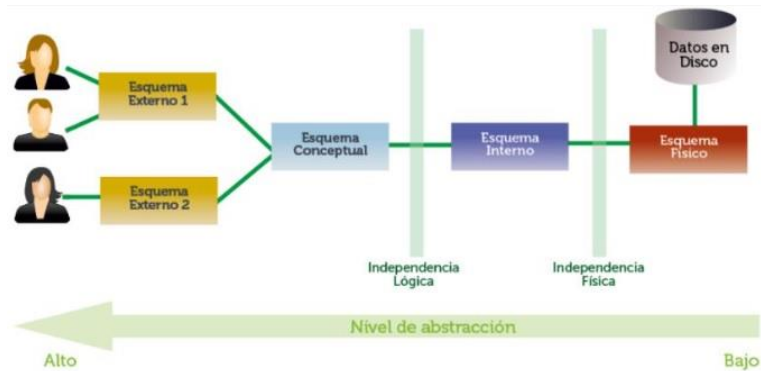 Datos en
Disco
Esquema
Externo 1
Esquema
Conceptual
Esquema
Interno
Esquema
Físico
Esquema
Externo 2
Independencia
Lógica
Independencia
Física
Nivel de abstracción
Alto
Bajo